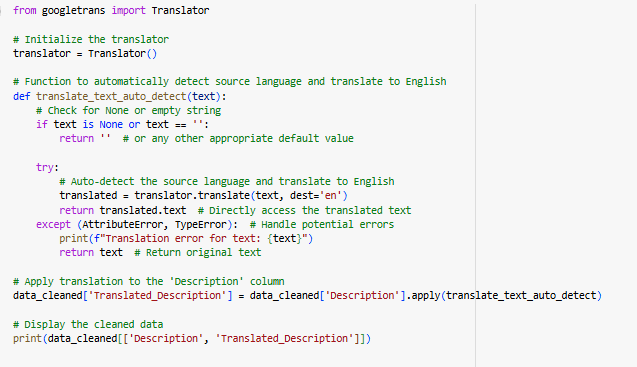 from googletrans import Translator
# Initialize the translator
translator = Translator()
# Function to automatically detect source language and translate to English
def translate_text_auto_detect(text):
    # Check for None or empty string
    if text is None or text == '':
        return ''  # or any other appropriate default value
    try:
        # Auto-detect the source language and translate to English
        translated = translator.translate(text, dest='en')
        return translated.text  # Directly access the translated text
    except (AttributeError, TypeError):  # Handle potential errors
        print(f"Translation error for text: {text}")
        return text  # Return original text
# Apply translation to the 'Description' column
data_cleaned['Translated_Description'] = data_cleaned['Description'].apply(translate_text_auto_detect)
# Display the cleaned data
print(data_cleaned[['Description', 'Translated_Description']])